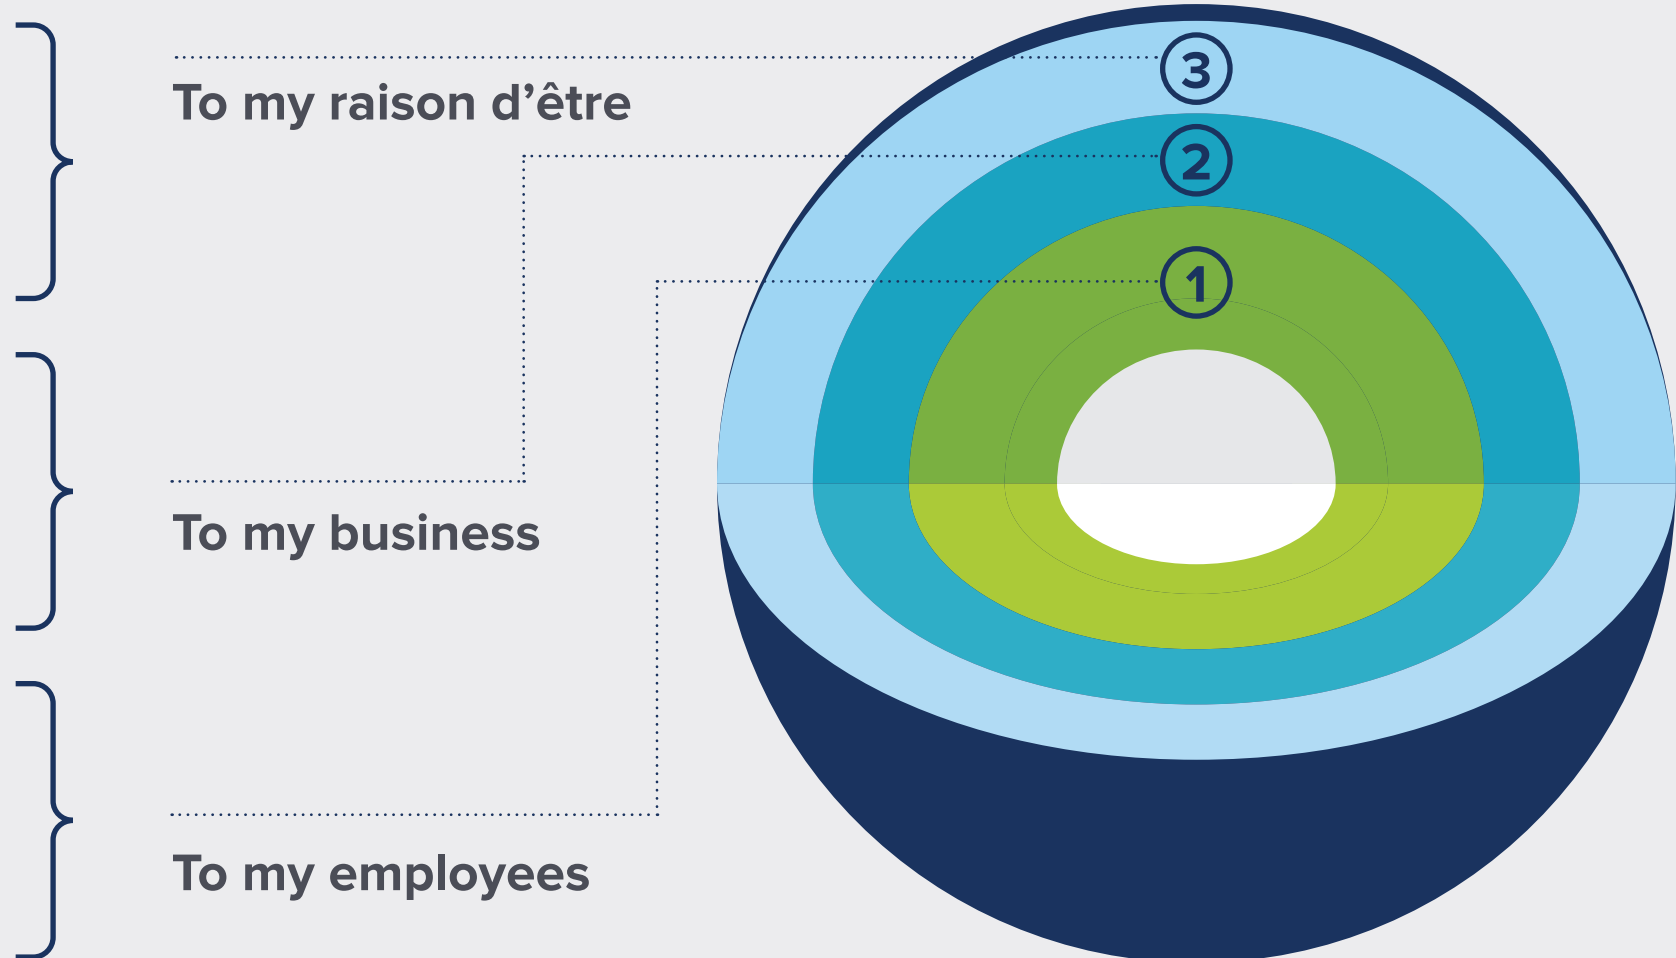 3
To my raison d’être
2
1
To my business
To my employees